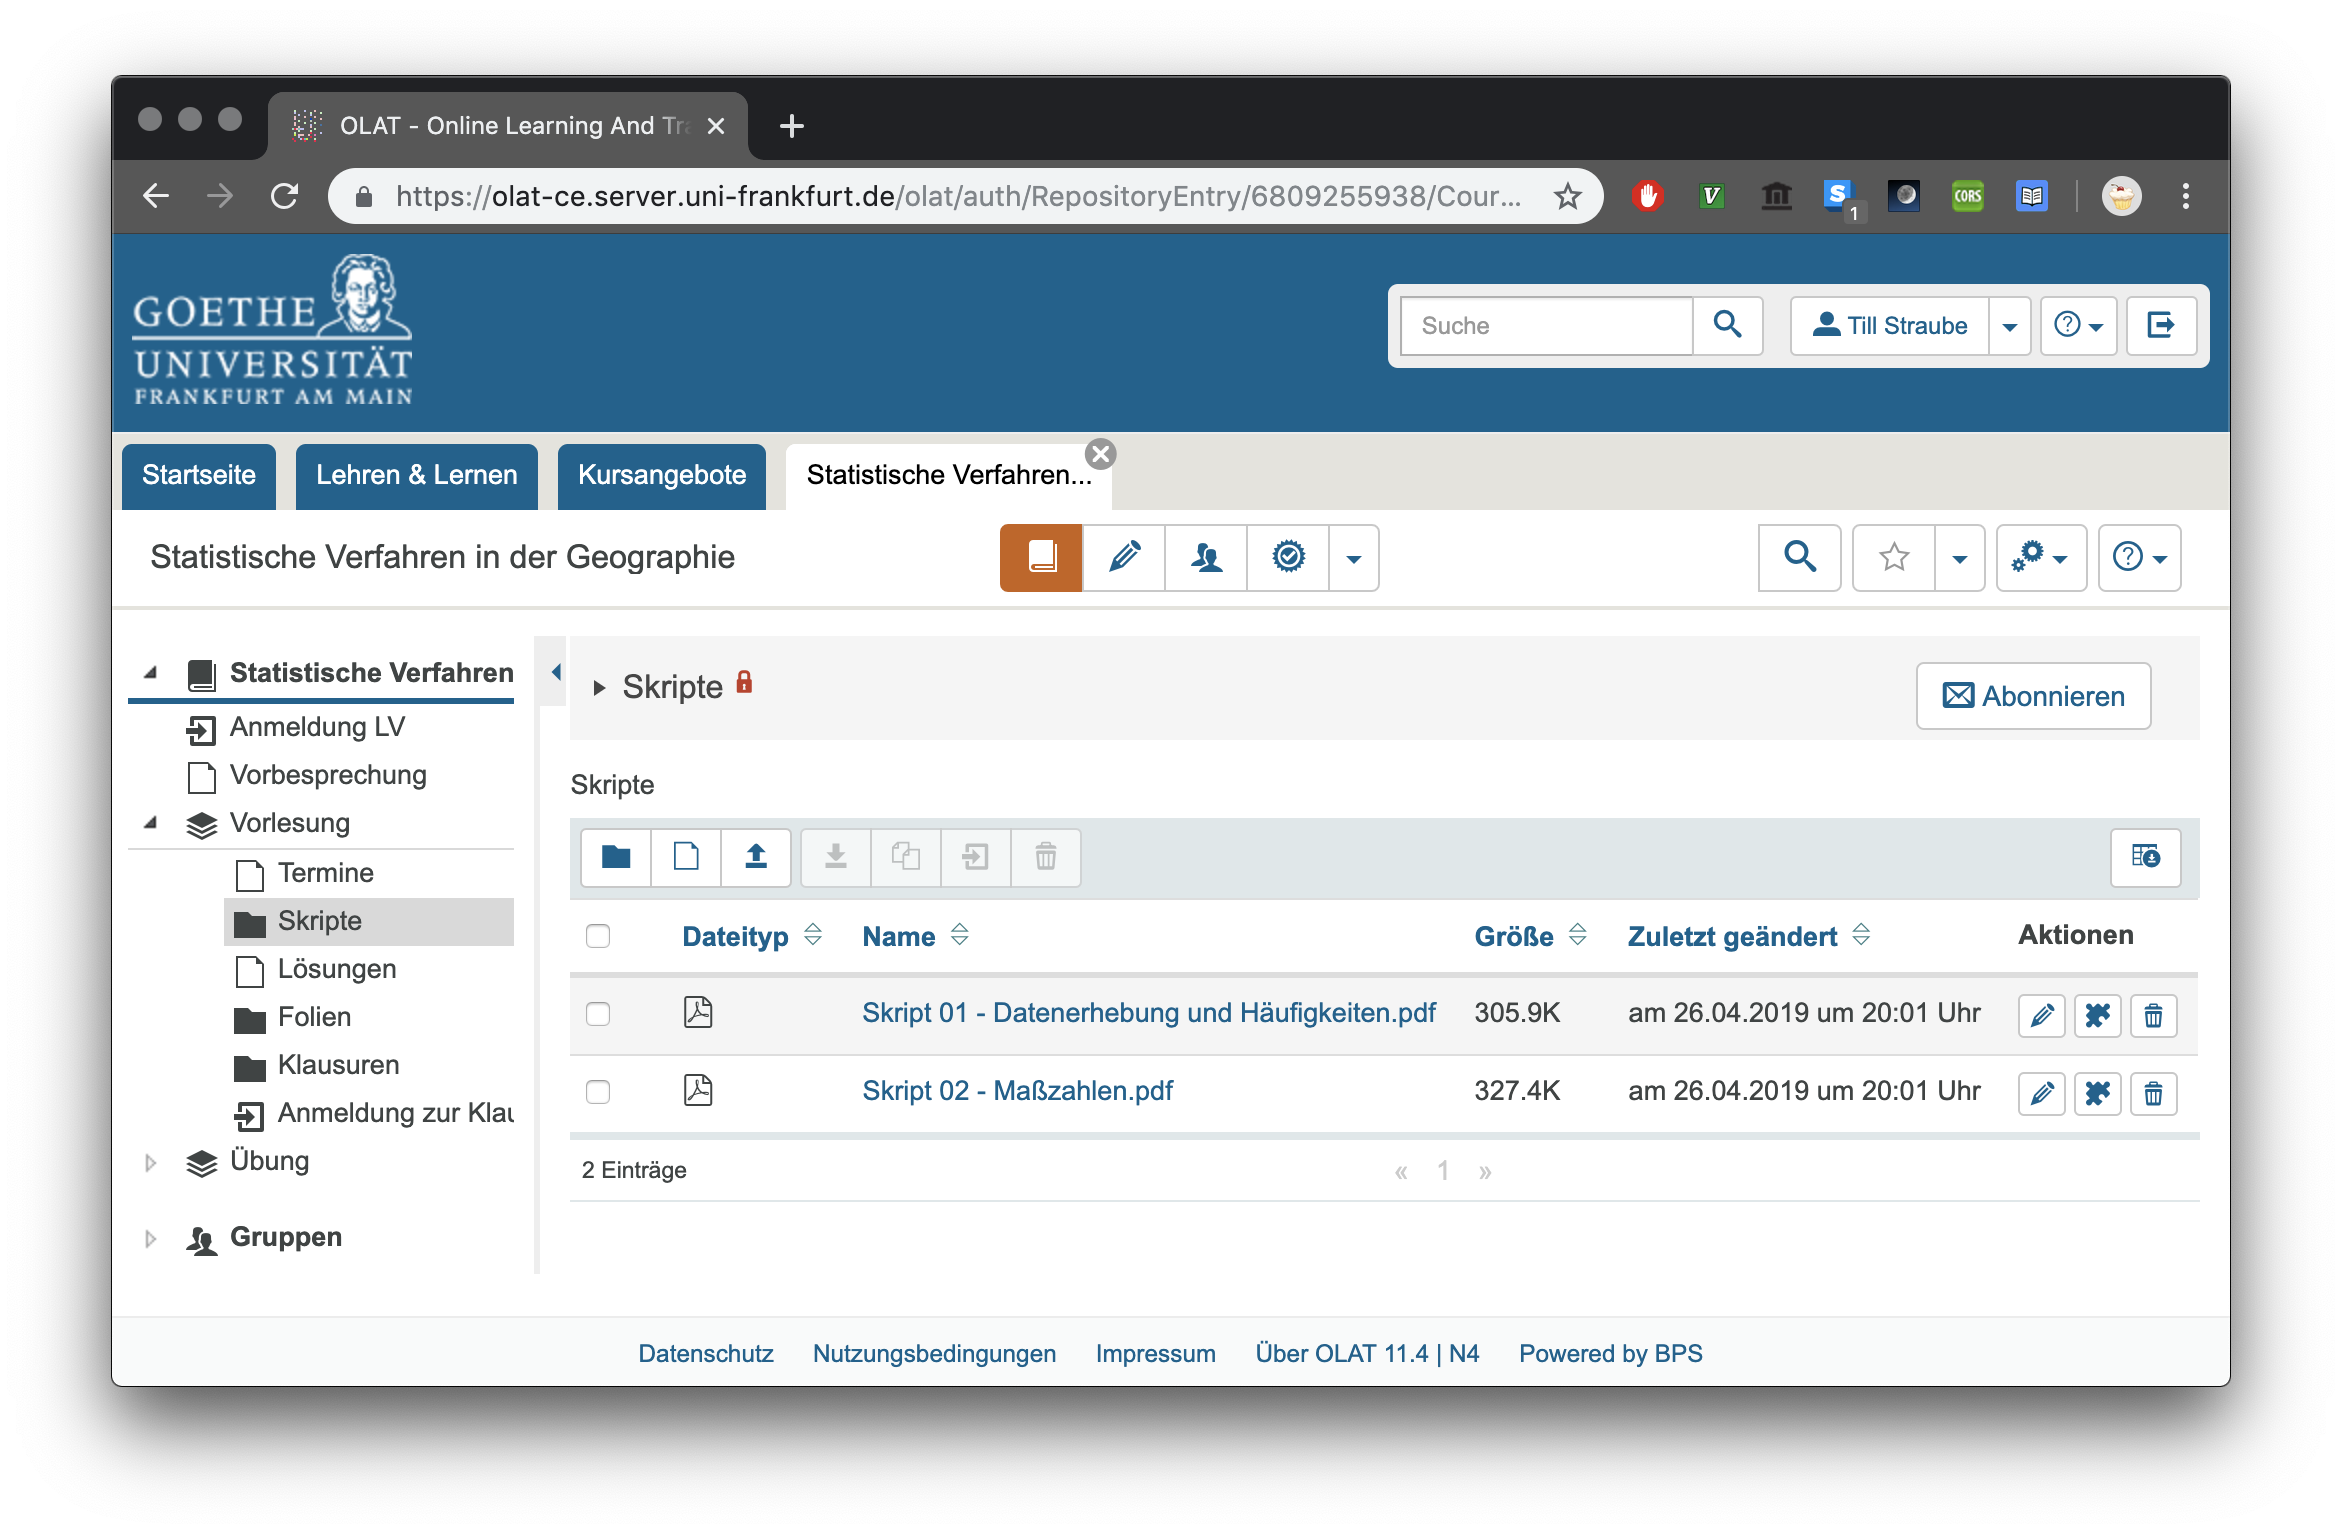 OLAT - Online Learning And Tra
https://olat-ce.server.uni-frankfurt.de/olat/auth/RepositoryEntry/6809255938/Cour...
V
S
1
CORS
GOETHE
UNIVERSITÄT
FRANKFURT AM MAIN
Suche
Till Straube
Startseite
Lehren & Lernen
Kursangebote
Statistische Verfahren...
Statistische Verfahren in der Geographie
Statistische Verfahren
Anmeldung LV
Vorbesprechung
Vorlesung
Termine
Skripte
Lösungen
Folien
Klausuren
Anmeldung zur Klau
Übung
Gruppen
Skripte
Abonnieren
Skripte
Dateityp Name Größe Zuletzt geändert Aktionen
Skript 01 - Datenerhebung und Häufigkeiten.pdf 305.9K am 26.04.2019 um 20:01 Uhr
Skript 02 - Maßzahlen.pdf 327.4K am 26.04.2019 um 20:01 Uhr
2 Einträge
« 1 »
Datenschutz Nutzungsbedingungen Impressum Über OLAT 11.4 | N4 Powered by BPS